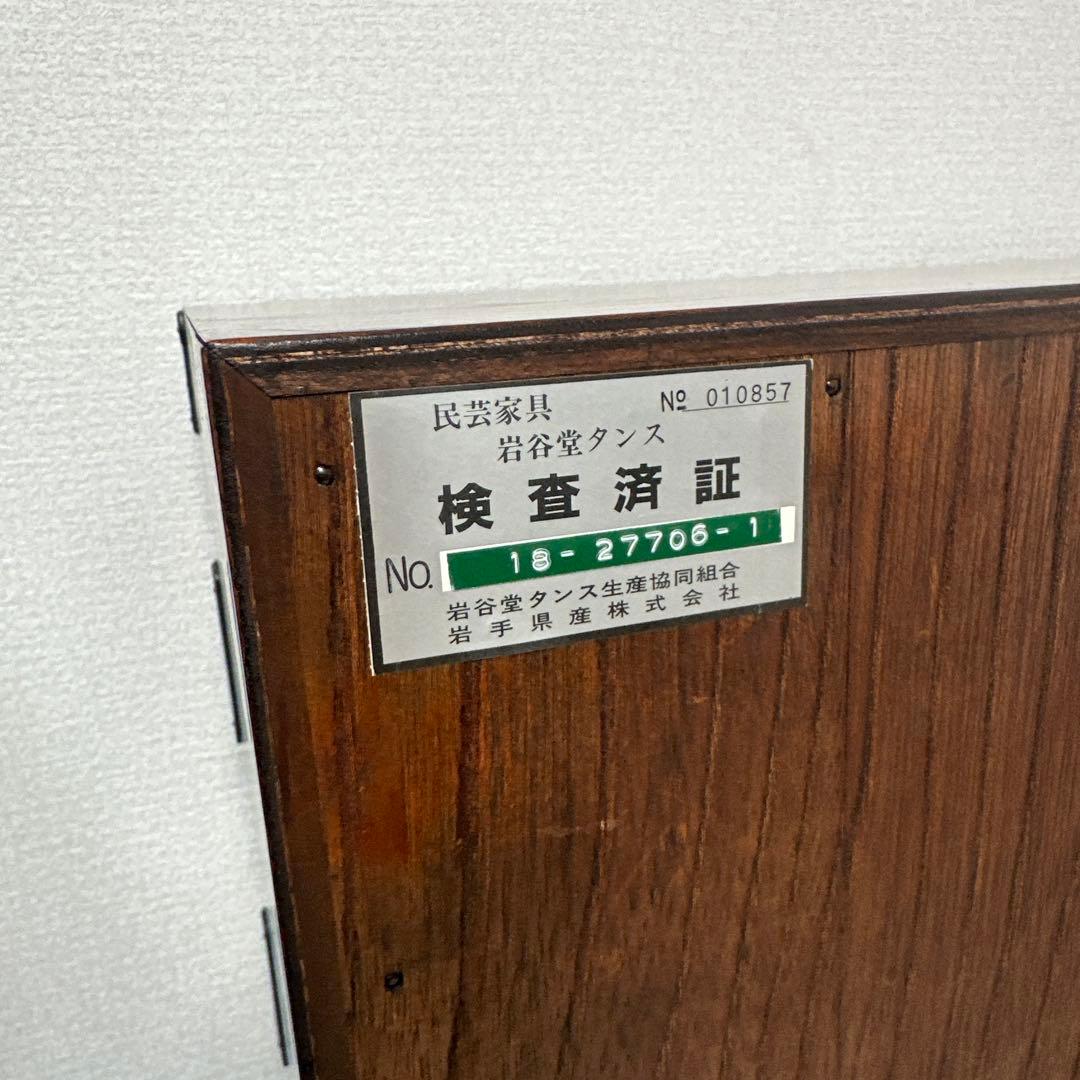 民芸家具 № 010857
岩谷堂タンス
検査済証
No. 18-27706-1
岩谷堂タンス生産協同組合
岩手県産株式会社